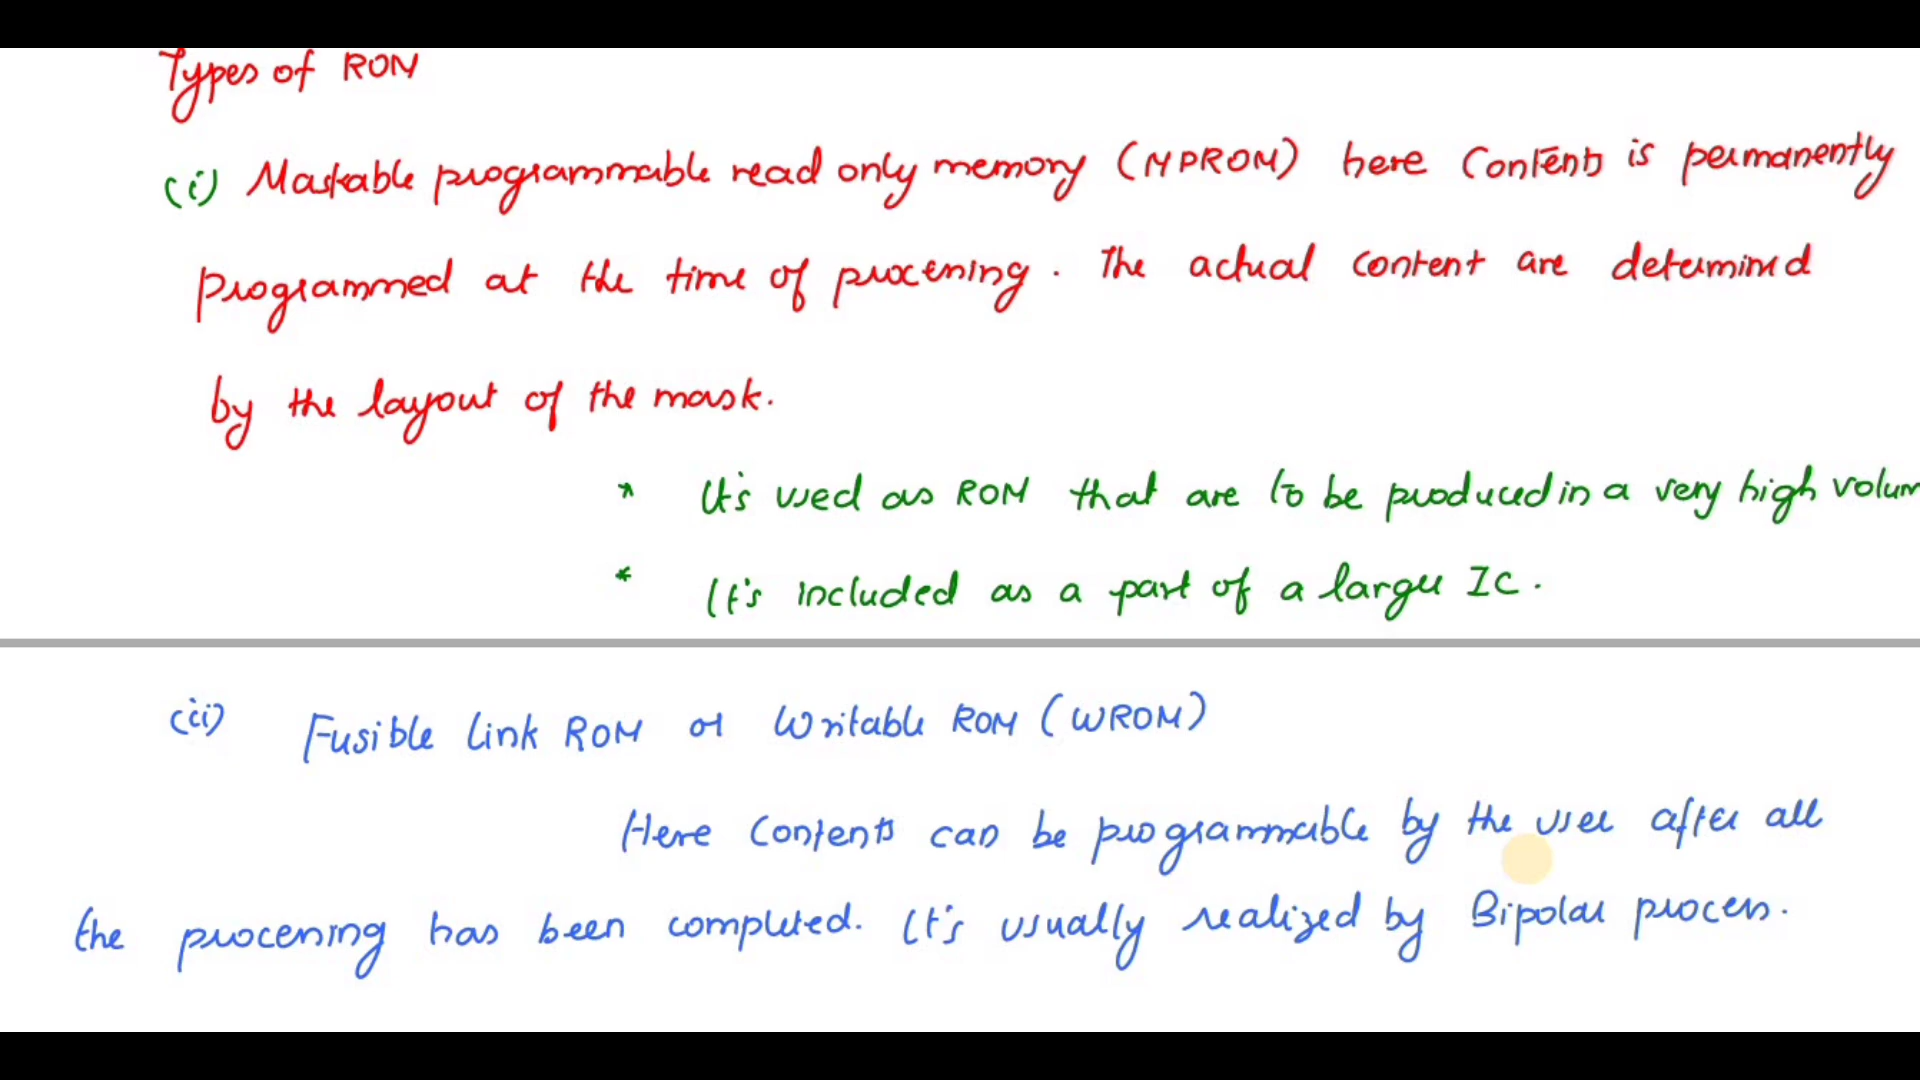 Types of ROM
(i) Maskable programmable read only memory (MPROM) here Contents is permanently
programmed at the time of processing. The actual content are determined
by the layout of the mask.
* It's used as ROM that are to be produced in a very high volum
* It's included as a part of a larger IC.
(ii) Fusible link ROM or Writable ROM (WROM)
Here Contents can be programmable by the user after all
the processing has been completed. It's usually realized by Bipolar process.